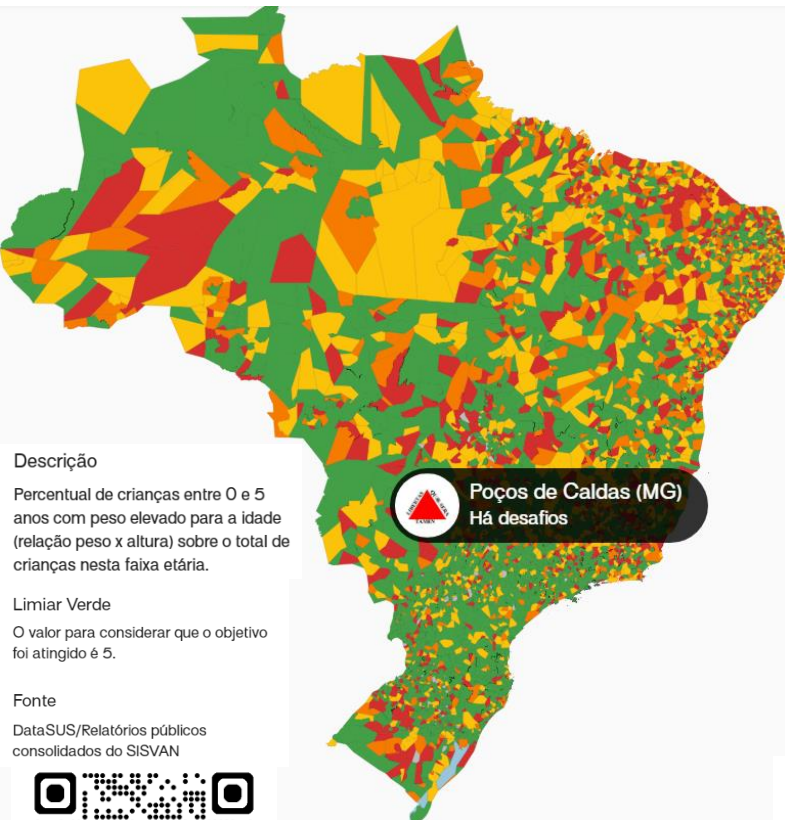 Poços de Caldas (MG)
Há desafios
Descrição
Percentual de crianças entre 0 e 5
anos com peso elevado para a idade
(relação peso x altura) sobre o total de
crianças nesta faixa etária.
Limiar Verde
O valor para considerar que o objetivo
foi atingido é 5.
Fonte
DataSUS/Relatórios públicos
consolidados do SISVAN